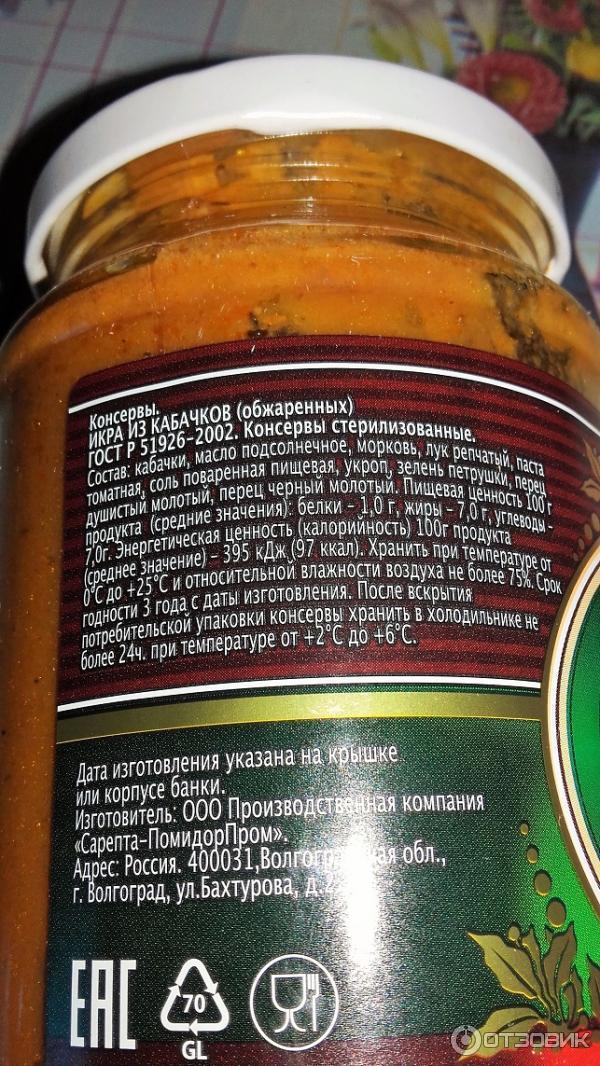 Консервы.
ИКРА ИЗ КАБАЧКОВ (обжаренных)
ГОСТ Р 51926-2002. Консервы стерилизованные.
Состав: кабачки, масло подсолнечное, морковь, лук репчатый, паста
томатная, соль поваренная пищевая, укроп, зелень петрушки, перец
душистый молотый, перец черный молотый. Пищевая ценность 100 г
продукта (средние значения): белки - 1,0 г, жиры - 7,0 г, углеводы -
7,0г. Энергетическая ценность (калорийность) 100г продукта
(среднее значение) - 395 кДж (97 ккал). Хранить при температуре от
0°С до +25°С и относительной влажности воздуха не более 75%. Срок
годности 3 года с даты изготовления. После вскрытия
потребительской упаковки консервы хранить в холодильнике не
более 24ч. при температуре от +2°С до +6°С.
Дата изготовления указана на крышке
или корпусе банки.
Изготовитель: ООО Производственная компания
«Сарепта-ПомидорПром».
Адрес: Россия. 400031,Волгоградская обл.,
г. Волгоград, ул.Бахтурова, д.
EAC
70
GL
ОТЗОВИК